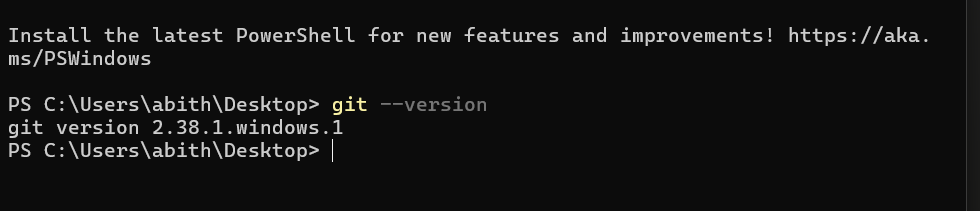 Install the latest PowerShell for new features and improvements! https://aka.
ms/PSWindows
PS C:\Users\abith\Desktop> git --version
git version 2.38.1.windows.1
PS C:\Users\abith\Desktop>